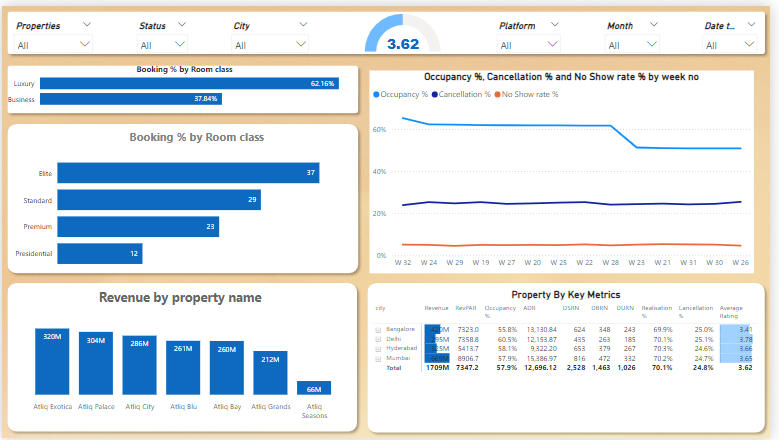 Properties Status City Platform Month Date t...
All All All All All All
3.62
Booking % by Room class
Luxury 62.16%
Business 37.84%
Booking % by Room class
Elite 37
Standard 29
Premium 23
Presidential 12
Occupancy %, Cancellation % and No Show rate % by week no
Occupancy % Cancellation % No Show rate %
60%
40%
20%
0%
W 32 W 24 W 29 W 19 W 27 W 20 W 25 W 22 W 28 W 23 W 21 W 31 W 30 W 26
Revenue by property name
320M 304M 286M 261M 260M 212M 66M
Atliq Exotica Atliq Palace Atliq City Atliq Blu Atliq Bay Atliq Grands Atliq
Seasons
Property By Key Metrics
city Revenue RevPAR Occupancy ADR DSRN DBRN DURN Realisation Cancellation Average
% % % Rating
Bangalore 7323.0 55.8% 13,130.84 624 348 243 69.9% 25.0% 3.41
Delhi 7358.8 60.5% 12,153.87 435 263 185 70.1% 25.1% 3.78
Hyderabad 5413.7 58.1% 9,322.20 653 379 267 70.3% 24.6% 3.66
Mumbai 8906.7 57.9% 15,386.97 816 472 332 70.2% 24.7% 3.65
Total 1709M 7347.2 57.9% 12,696.12 2,528 1,463 1,026 70.1% 24.8% 3.62